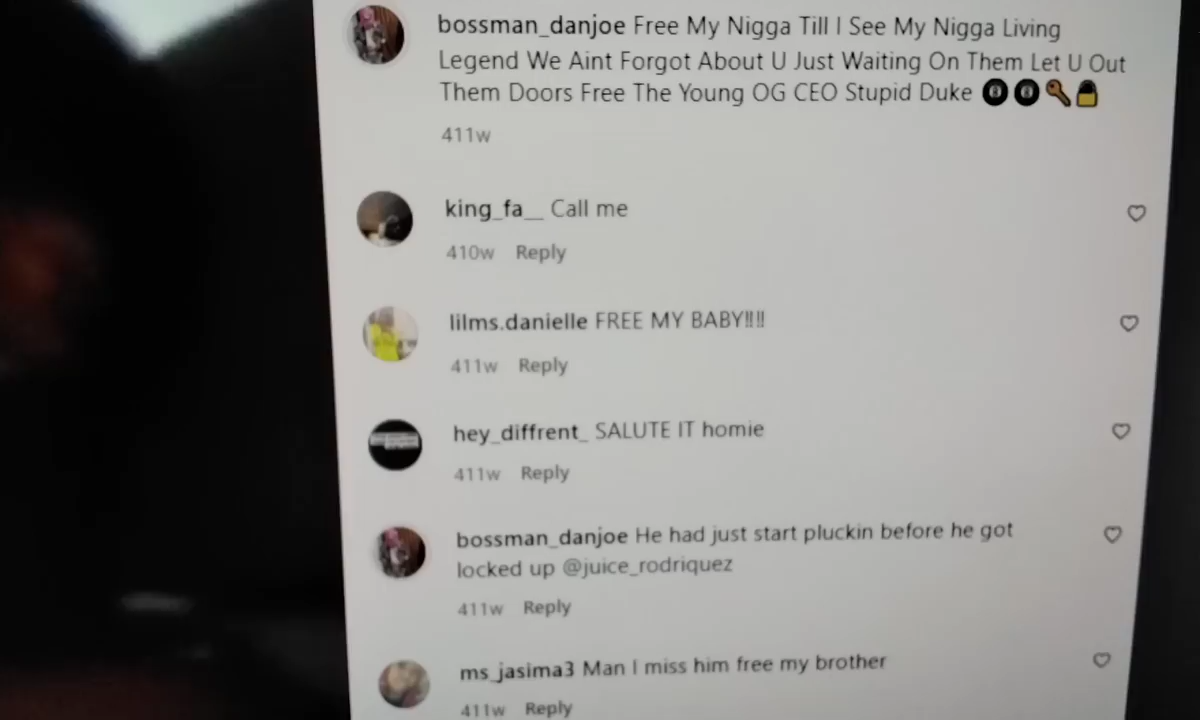 bossman_danjoe Free My Nigga Till I See My Nigga Living
Legend We Aint Forgot About U Just Waiting On Them Let U Out
Them Doors Free The Young OG CEO Stupid Duke 🎱🎱🔑🔒
411w
king_fa__ Call me
410w Reply
lilms.danielle FREE MY BABY!!!!
411w Reply
hey_diffrent_ SALUTE IT homie
411w Reply
bossman_danjoe He had just start pluckin before he got
locked up @juice_rodriquez
411w Reply
ms_jasima3 Man I miss him free my brother
411w Reply